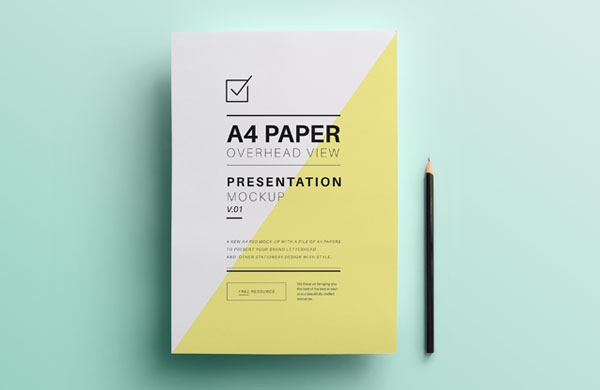 A4 PAPER
OVERHEAD VIEW
PRESENTATION
MOCKUP
V.01
A NEW A4 PSD MOCK-UP WITH A PILE OF A4 PAPERS
TO PRESENT YOUR BRAND LETTERHEAD
AND OTHER STATIONERY DESIGN WITH STYLE.
FREE RESOURCE